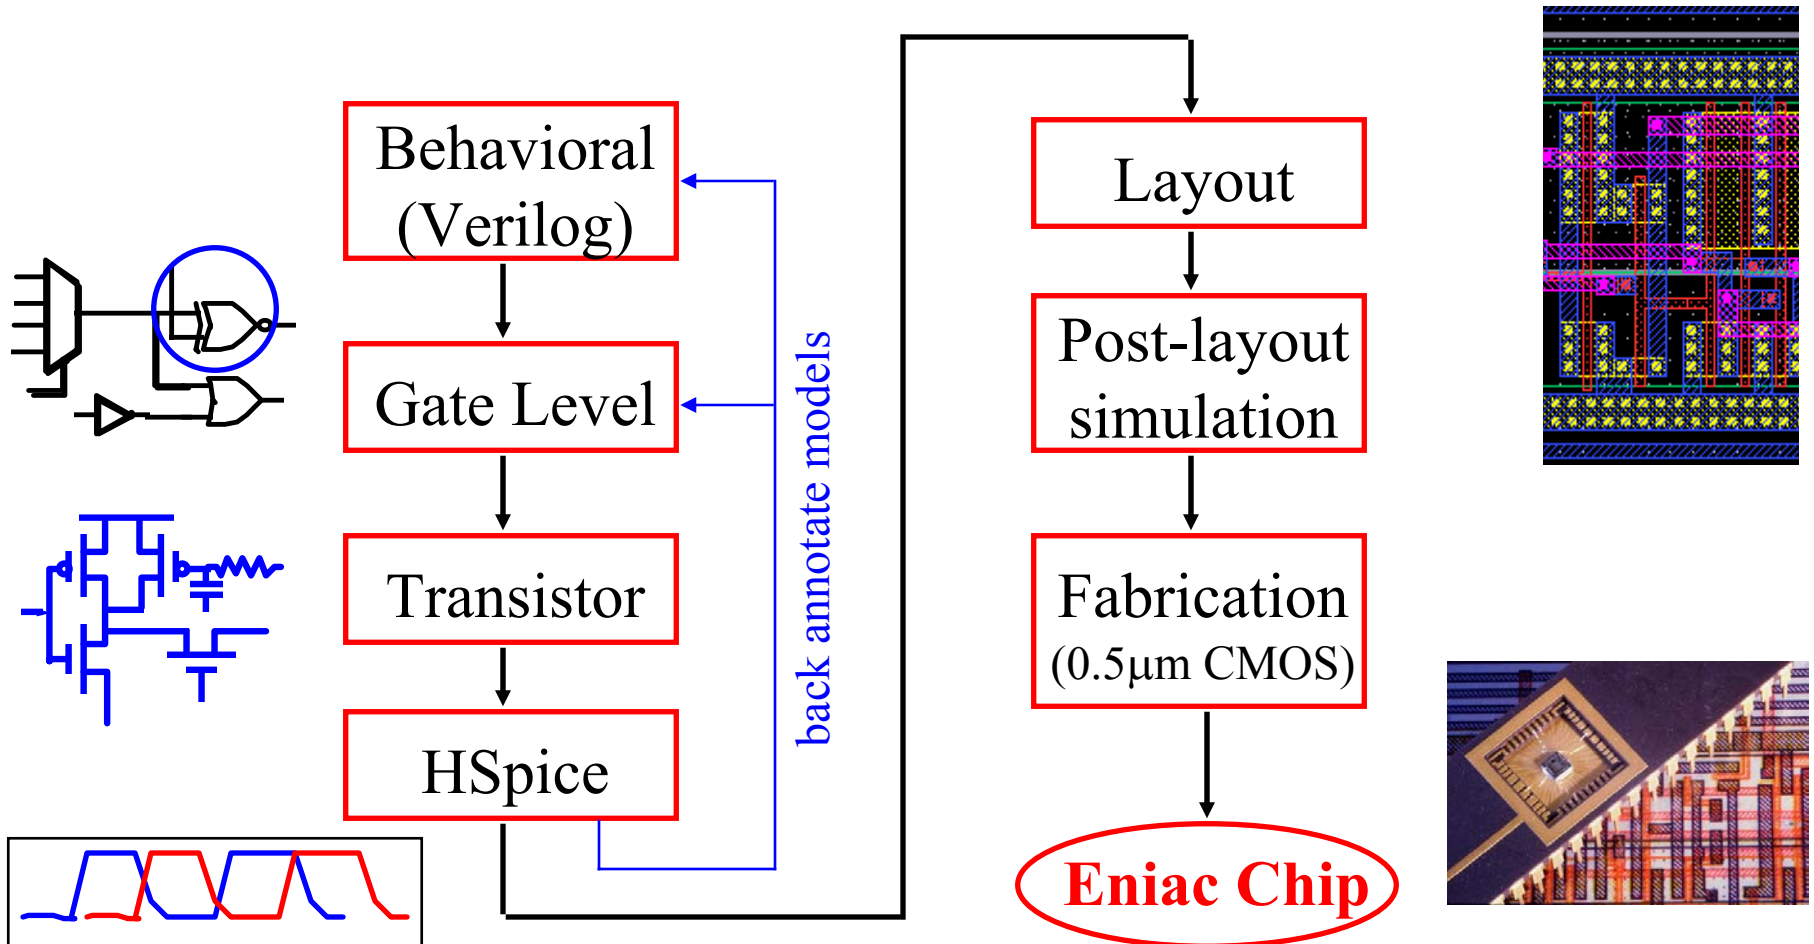 Behavioral
(Verilog)
Gate Level
Transistor
HSpice
back annotate models
Layout
Post-layout
simulation
Fabrication
(0.5μm CMOS)
Eniac Chip